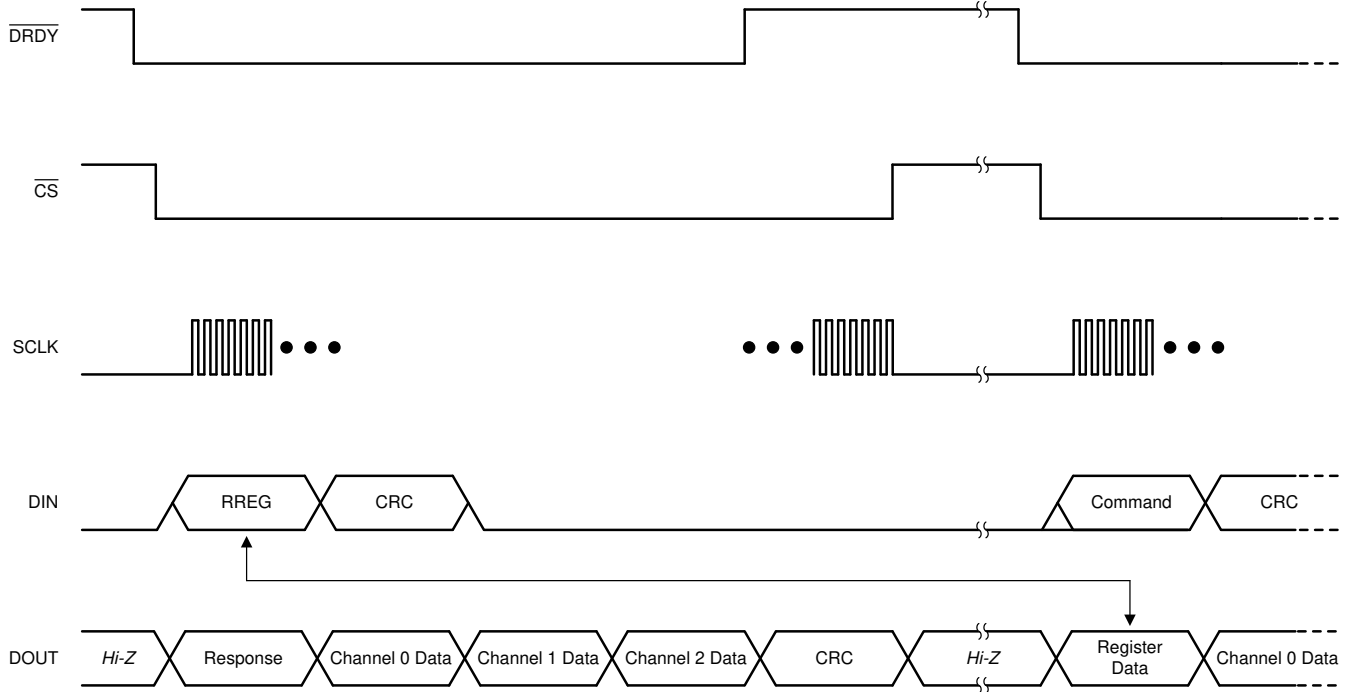 DRDY
CS
SCLK
DIN
RREG
CRC
Command
CRC
DOUT
Hi-Z
Response
Channel 0 Data
Channel 1 Data
Channel 2 Data
CRC
Hi-Z
Register
Data
Channel 0 Data